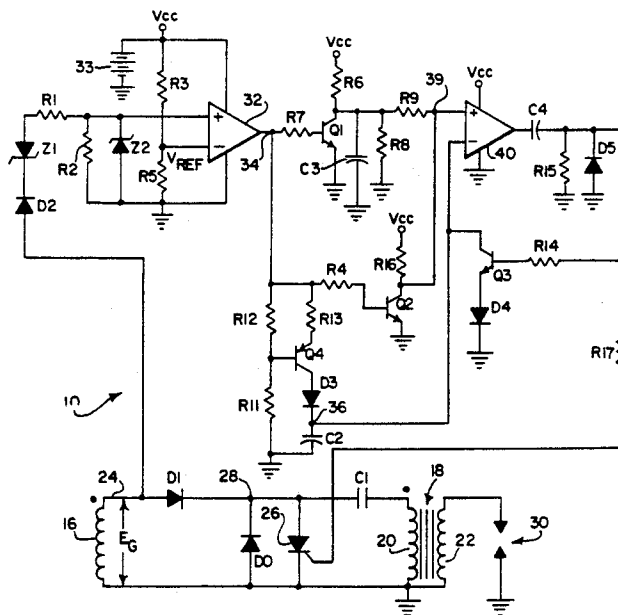 Vcc
Vcc
33
R3
R6
39
Vcc
32
R1
R9
C4
+
R7
+
Z1
Q1
R2
Z2
−
R8
−
VREF
34
C3
40
R15
D5
R5
D2
Vcc
R14
R4
R16
Q3
Q2
D4
R12
R13
Q4
R17
D3
10
R11
36
C2
24
D1
28
C1
18
16
EG
26
20
22
30
D0